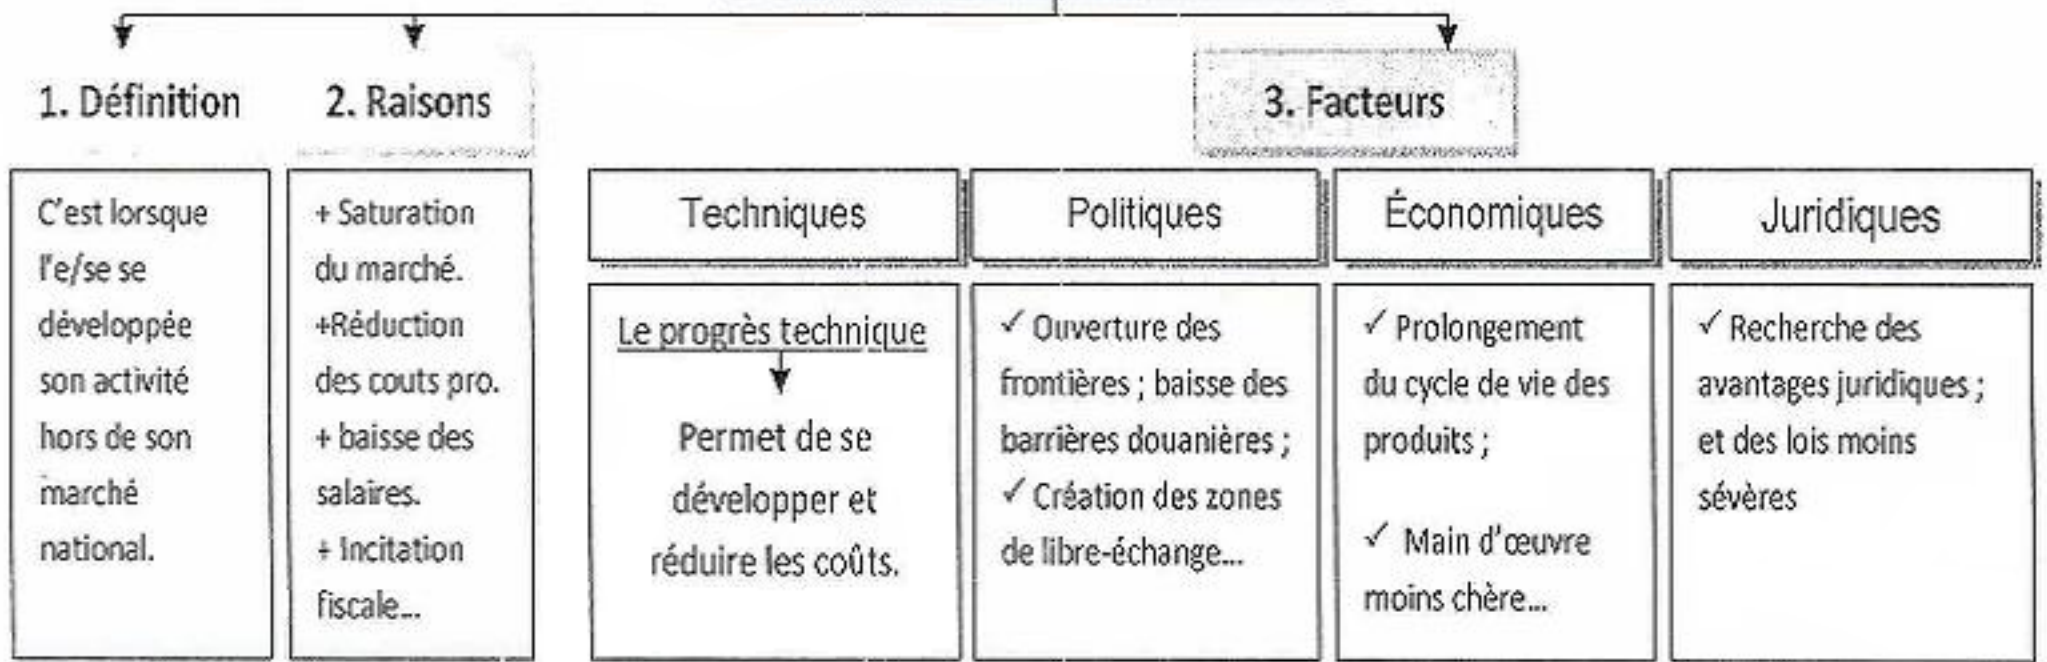 1. Définition
2. Raisons
3. Facteurs
C'est lorsque
l'e/se se
développée
son activité
hors de son
marché
national.
+ Saturation
du marché.
+Réduction
des couts pro.
+ baisse des
salaires.
+ Incitation
fiscale...
Techniques
Le progrès technique
Permet de se
développer et
réduire les coûts.
Politiques
✓ Ouverture des
frontières ; baisse des
barrières douanières ;
✓ Création des zones
de libre-échange...
Économiques
✓ Prolongement
du cycle de vie des
produits ;
✓ Main d'œuvre
moins chère...
Juridiques
✓ Recherche des
avantages juridiques ;
et des lois moins
sévères